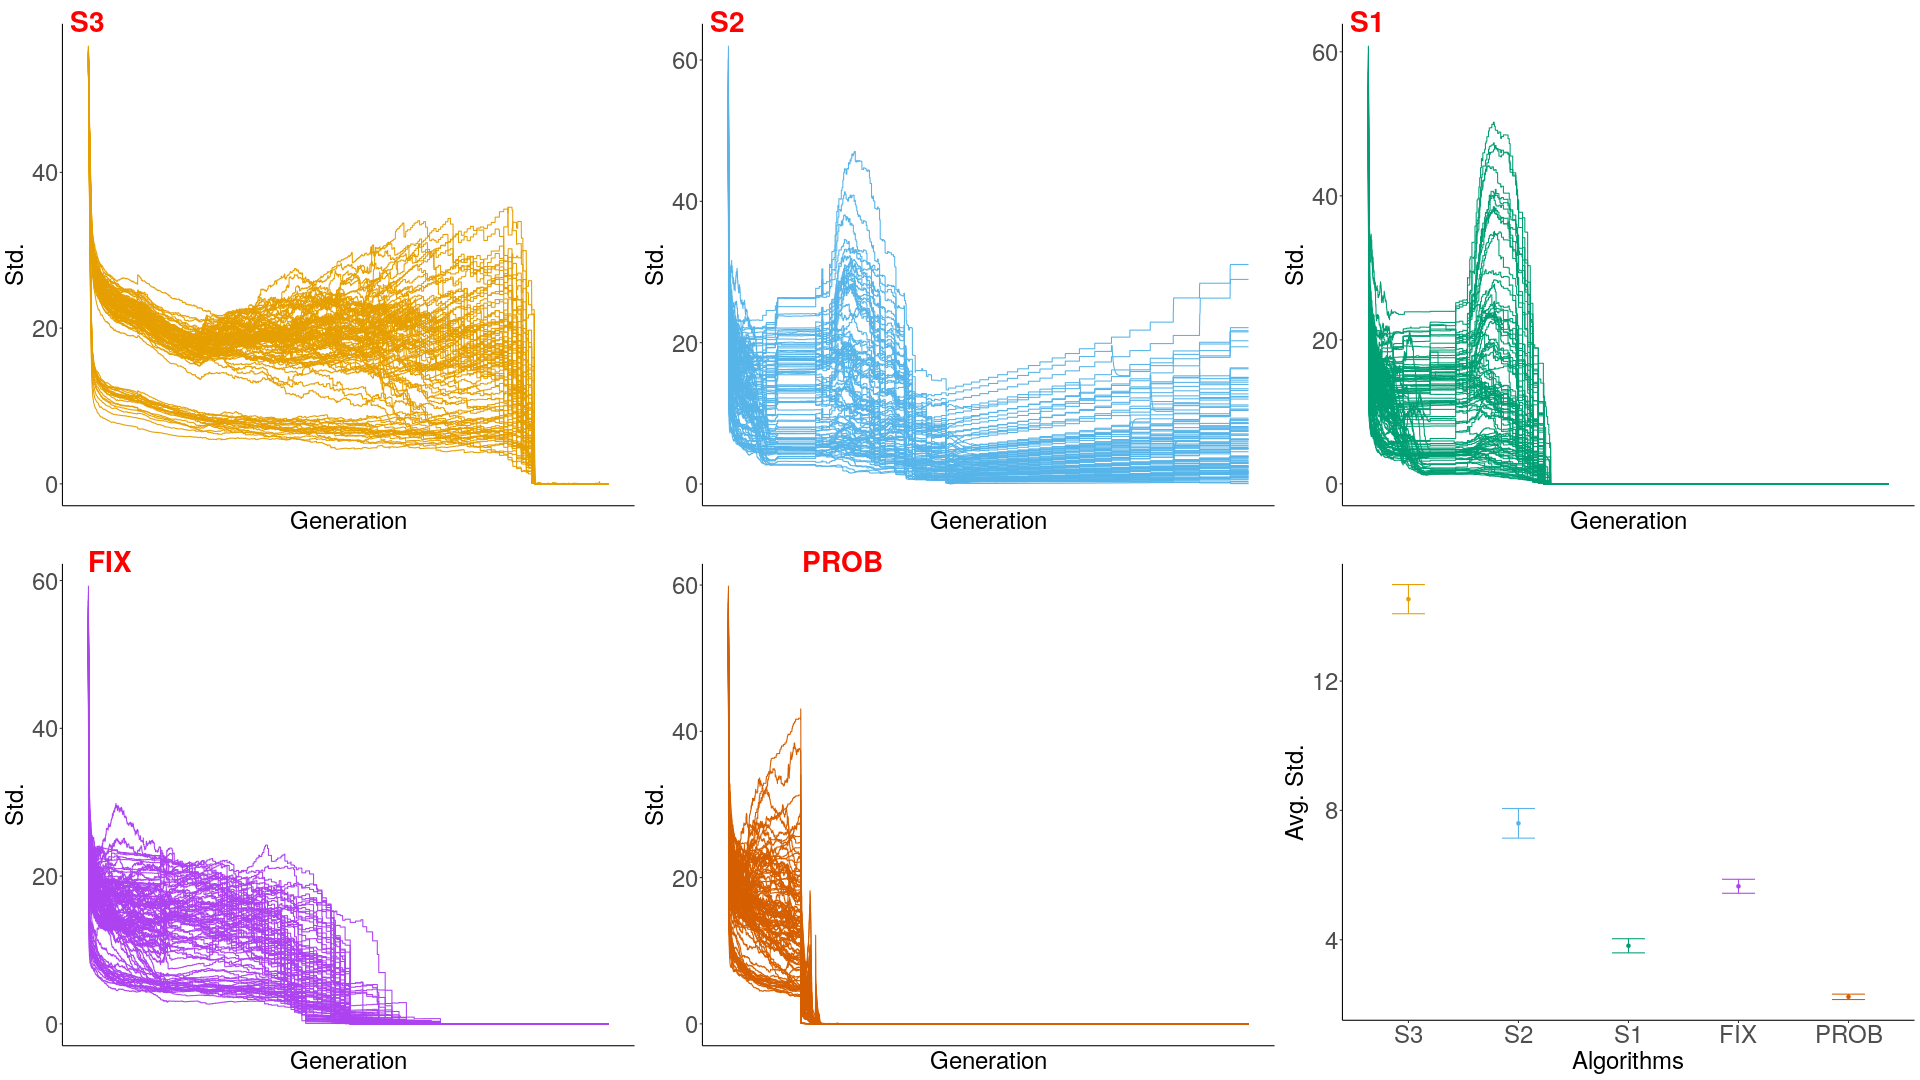 S3
40
20
0
Std.
Generation
S2
60
40
20
0
Std.
Generation
S1
60
40
20
0
Std.
Generation
FIX
60
40
20
0
Std.
Generation
PROB
60
40
20
0
Std.
Generation
12
8
4
Avg. Std.
S3 S2 S1 FIX PROB
Algorithms